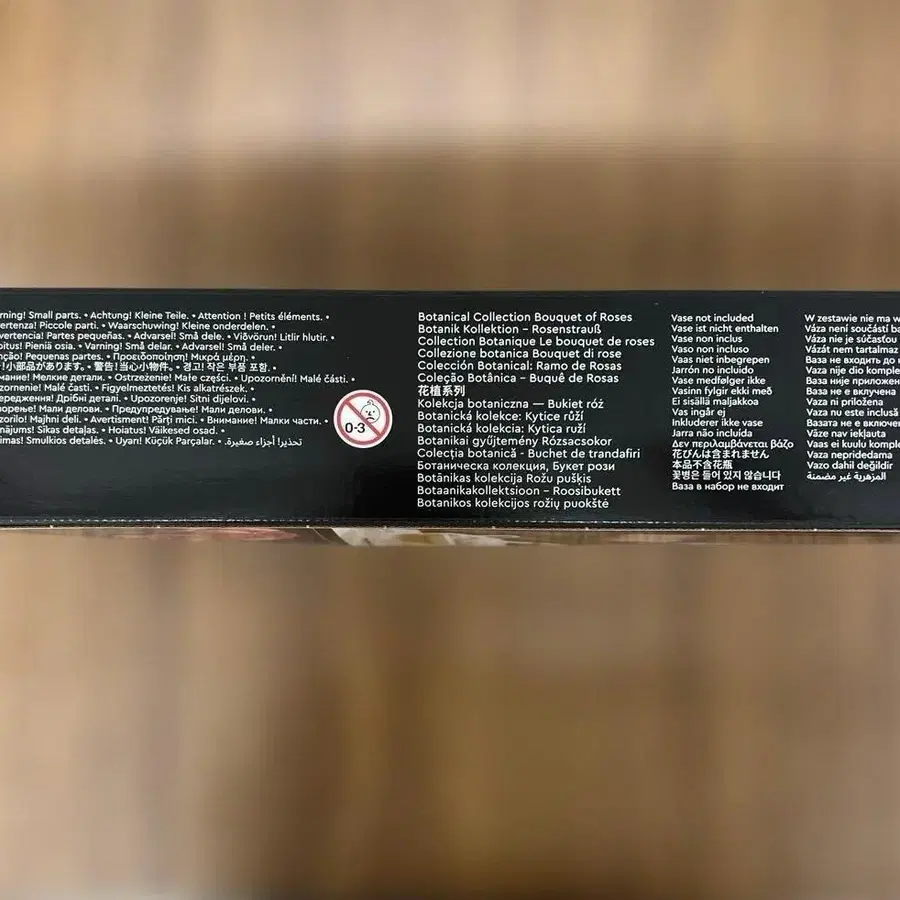 rning! Small parts. • Achtung! Kleine Teile. • Attention ! Petits éléments. •
ertenza! Piccole parti. • Waarschuwing! Kleine onderdelen. •
vertencia! Partes pequeñas. • Advarsel! Små dele. • Viðvörun! Litlir hlutir. •
oitus! Pieniä osia. • Varning! Små delar. • Advarsel! Små deler. •
nção! Pequenas partes. • Προειδοποίηση! Μικρά μέρη. •
告!小部品があります。• 警告!当心小物件。• 경고! 작은 부품 포함. •
мание! Мелкие детали. • Ostrzeżenie! Małe części. • Upozornění! Malé části. •
zornenie! Malé časti. • Figyelmeztetés! Kis alkatrészek. •
ередження! Дрібні деталі. • Upozorenje! Sitni dijelovi. •
орење! Мали делови. • Предупредување! Мали делови. •
zorilo! Majhni deli. • Avertisment! Părți mici. • Внимание! Малки части. •
nājums! Sīkas detaļas. • Hoiatus! Väikesed osad. •
imas! Smulkios detalės. • Uyarı! Küçük Parçalar. • تحذير! أجزاء صغيرة. •
0-3
Botanical Collection Bouquet of Roses
Botanik Kollektion – Rosenstrauß
Collection Botanique Le bouquet de roses
Collezione botanica Bouquet di rose
Colección Botanical: Ramo de Rosas
Coleção Botânica – Buquê de Rosas
花植系列
Kolekcja botaniczna — Bukiet róż
Botanická kolekce: Kytice růží
Botanická kolekcia: Kytica ruží
Botanikai gyűjtemény Rózsacsokor
Colecția botanică - Buchet de trandafiri
Ботаническа колекция, Букет рози
Botānikas kolekcija Rožu pušķis
Botaanikakollektsioon – Roosibukett
Botanikos kolekcijos rožių puokštė
Vase not included
Vase ist nicht enthalten
Vase non inclus
Vaso non incluso
Vaas niet inbegrepen
Jarrón no incluido
Vase medfølger ikke
Vasinn fylgir ekki með
Ei sisällä maljakkoa
Vas ingår ej
Inkluderer ikke vase
Jarra não incluída
Δεν περιλαμβάνεται βάζο
花びんは含まれません
本品不含花瓶
꽃병은 들어 있지 않습니다
Ваза в набор не входит
W zestawie nie ma w
Váza není součástí ba
Váza nie je súčasťou
Vázát nem tartalmaz
Ваза не входить до
Vaza nije dio komple
Ваза није приложен
Ваза не е вклучена
Vaza ni priložena
Vaza nu este inclusă
Вазата не е включен
Vāze nav iekļauta
Vaas ei kuulu komple
Vaza nepridedama
Vazo dahil değildir
المزهرية غير مضمنة